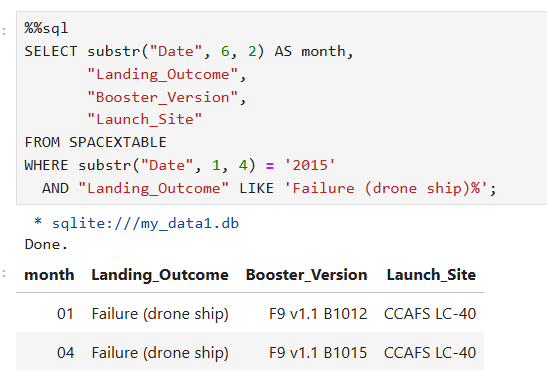 %%sql
SELECT substr("Date", 6, 2) AS month,
       "Landing_Outcome",
       "Booster_Version",
       "Launch_Site"
FROM SPACEXTABLE
WHERE substr("Date", 1, 4) = '2015'
  AND "Landing_Outcome" LIKE 'Failure (drone ship)%';
* sqlite:///my_data1.db
Done.
month Landing_Outcome Booster_Version Launch_Site
01 Failure (drone ship) F9 v1.1 B1012 CCAFS LC-40
04 Failure (drone ship) F9 v1.1 B1015 CCAFS LC-40